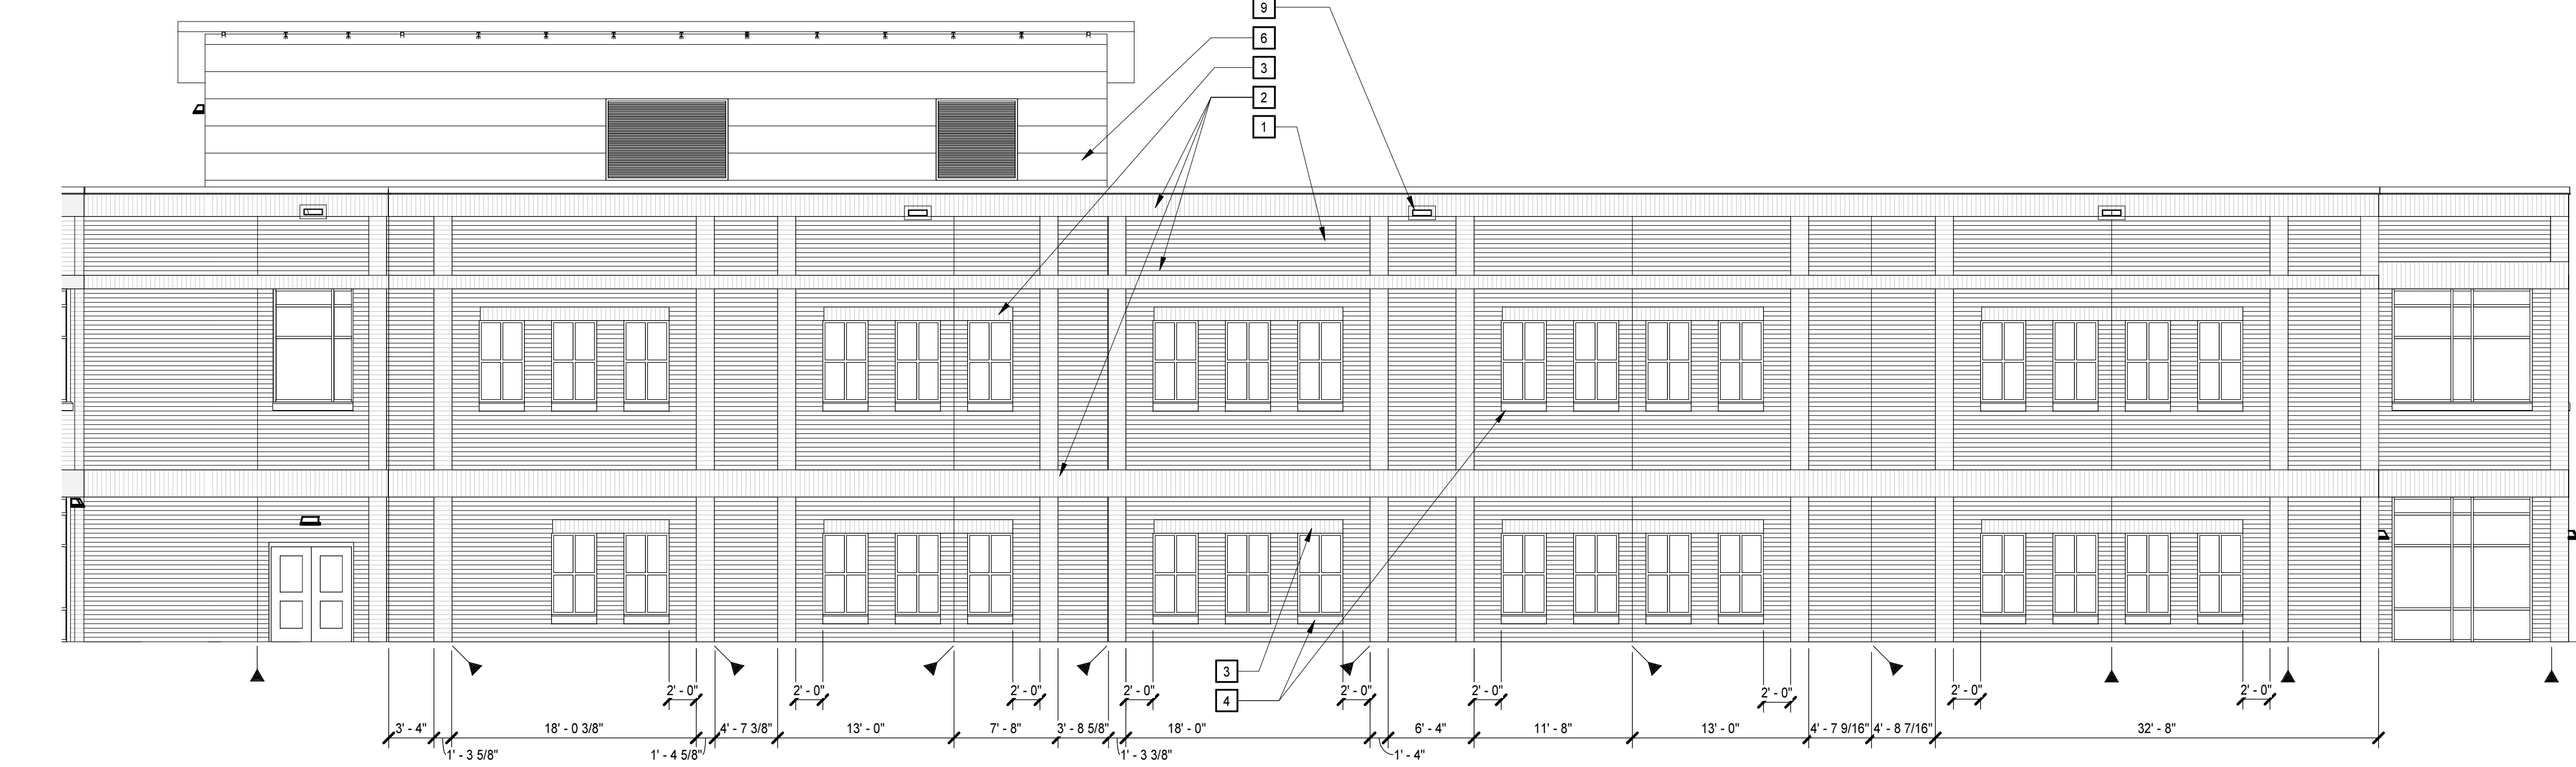 9
6
3
2
1
3
4
2' - 0"
2' - 0"
2' - 0"
2' - 0"
2' - 0"
2' - 0"
2' - 0"
2' - 0"
2' - 0"
3' - 4"
18' - 0 3/8"
4' - 7 3/8"
13' - 0"
7' - 8"
3' - 8 5/8"
18' - 0"
6' - 4"
11' - 8"
13' - 0"
4' - 7 9/16"
4' - 8 7/16"
32' - 8"
1' - 3 5/8"
1' - 4 5/8"
1' - 3 3/8"
1' - 4"